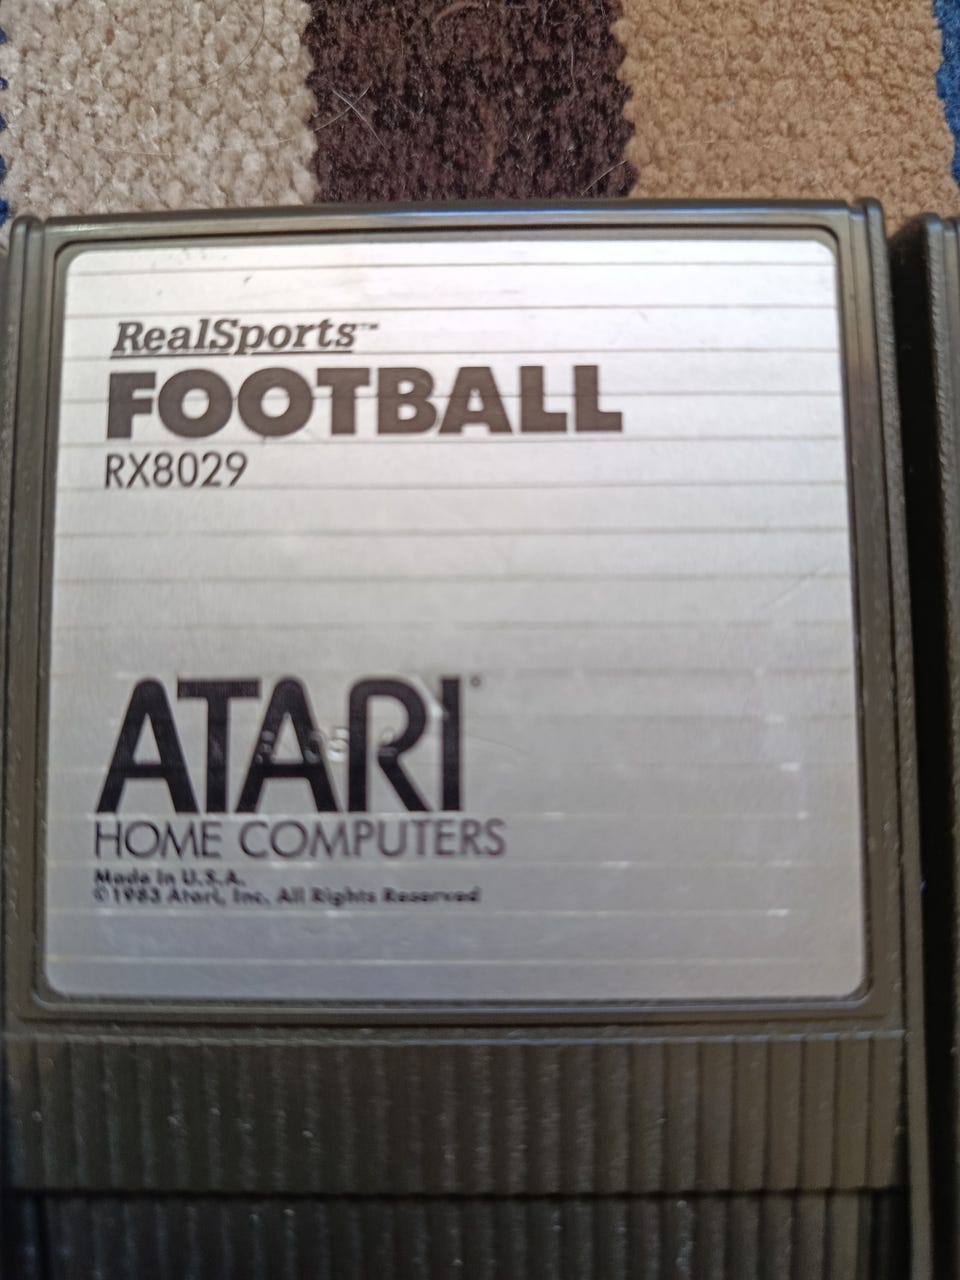 RealSports™
FOOTBALL
RX8029
ATARI®
HOME COMPUTERS
Made in U.S.A.
©1983 Atari, Inc. All Rights Reserved